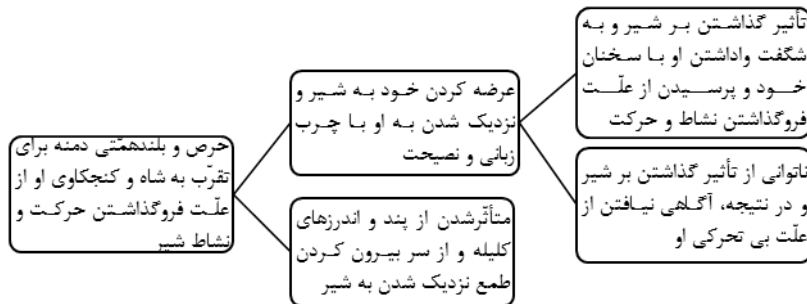 تأثیر گذاشتن بر شیر و به
شگفت واداشتن او با سخنان
خود و پرسیدن از علّت
فروگذاشتن نشاط و حرکت
عرضه کردن خود به شیر و
نزدیک شدن به او با چرب
زبانی و نصیحت
حرص و بلندهمّتی دمنه برای
تقرّب به شاه و کنجکاوی او از
علّت فروگذاشتن حرکت و
نشاط شیر
ناتوانی از تأثیر گذاشتن بر شیر
و در نتیجه، آگاهی نیافتن از
علّت بی تحرکی او
متأثّرشدن از پند و اندرزهای
کلیله و از سر بیرون کردن
طمع نزدیک شدن به شیر